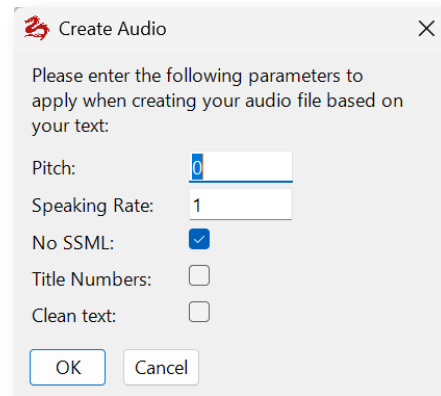 Create Audio
Please enter the following parameters to
apply when creating your audio file based on
your text:
Pitch: 0
Speaking Rate: 1
No SSML:
Title Numbers:
Clean text:
OK Cancel